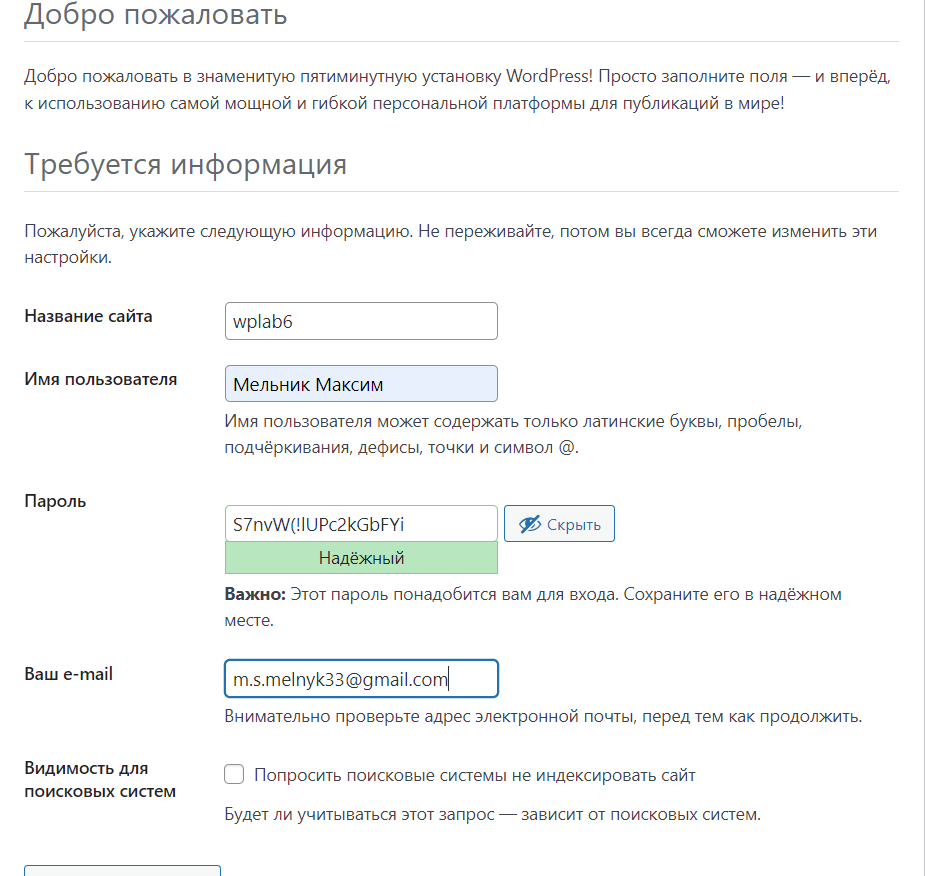 Добро пожаловать
Добро пожаловать в знаменитую пятиминутную установку WordPress! Просто заполните поля — и вперёд,
к использованию самой мощной и гибкой персональной платформы для публикаций в мире!
Требуется информация
Пожалуйста, укажите следующую информацию. Не переживайте, потом вы всегда сможете изменить эти
настройки.
Название сайта
wplab6
Имя пользователя
Мельник Максим
Имя пользователя может содержать только латинские буквы, пробелы,
подчёркивания, дефисы, точки и символ @.
Пароль
S7nvW(!lUPc2kGbFYi
Скрыть
Надёжный
Важно: Этот пароль понадобится вам для входа. Сохраните его в надёжном
месте.
Ваш e-mail
m.s.melnyk33@gmail.com
Внимательно проверьте адрес электронной почты, перед тем как продолжить.
Видимость для
поисковых систем
Попросить поисковые системы не индексировать сайт
Будет ли учитываться этот запрос — зависит от поисковых систем.